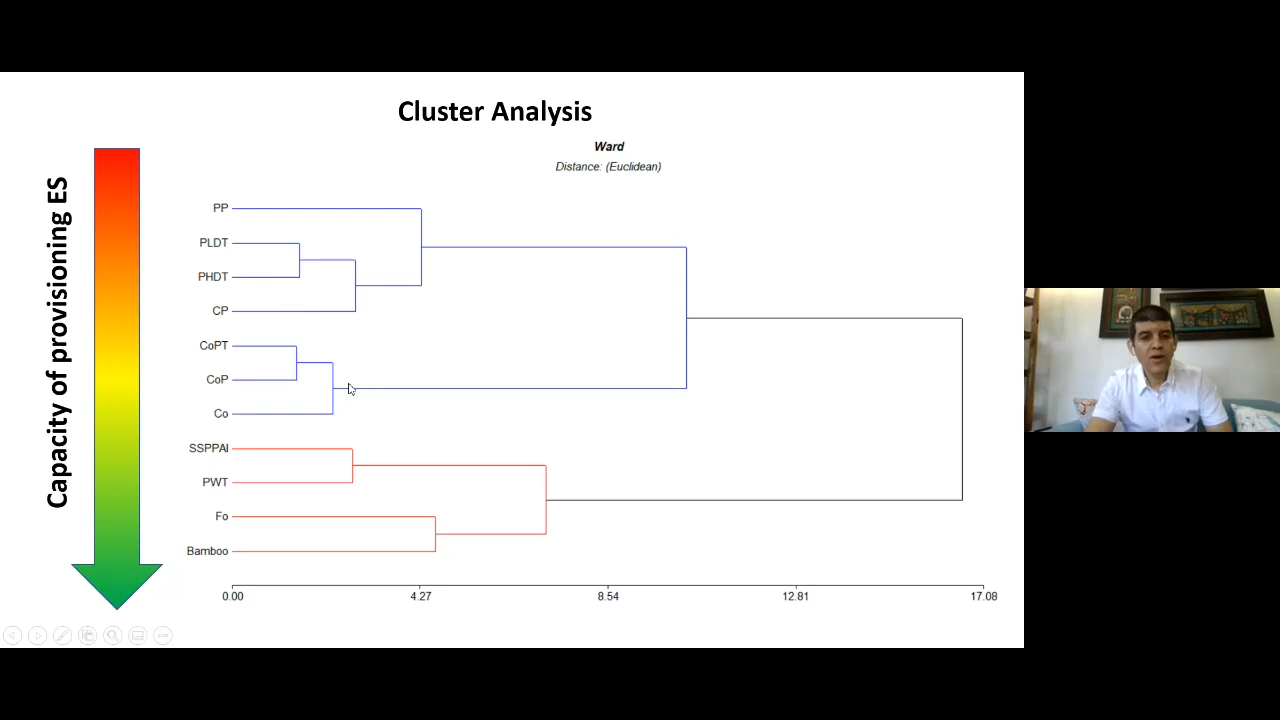 Cluster Analysis
Ward
Distance: (Euclidean)
Capacity of provisioning ES
PP
PLDT
PHDT
CP
CoPT
CoP
Co
SSPPAI
PWT
Fo
Bamboo
0.00 4.27 8.54 12.81 17.08